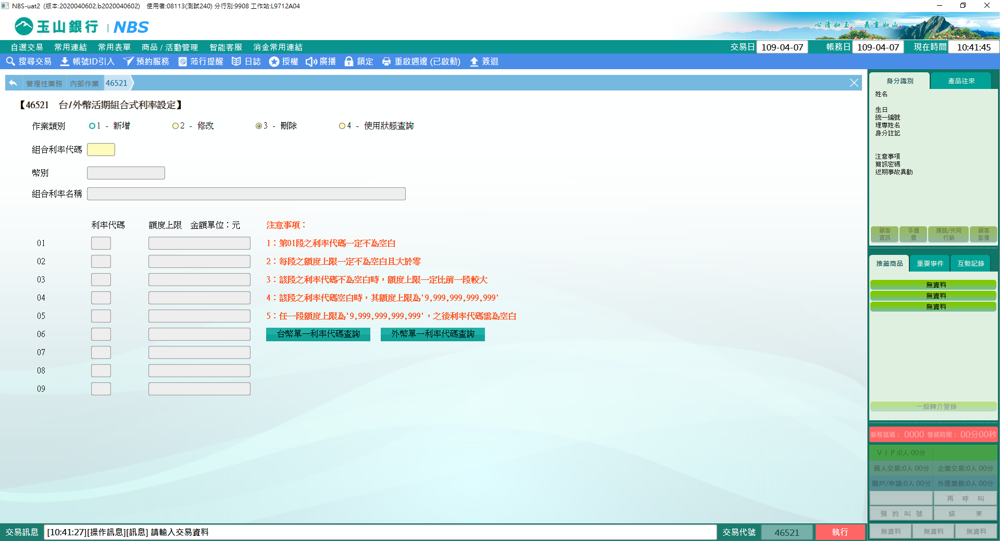 NBS-uat2 (版本:2020040602.b2020040602) 使用者:08113(測試240) 分行別:9908 工作站:L9712A04
玉山銀行 | NBS
心清如玉 義重如山
自選交易 常用連結 常用表單 商品 / 活動管理 智能客服 消金常用連結 交易日 109-04-07 帳務日 109-04-07 現在時間 10:41:45
搜尋交易 帳號ID引入 預約服務 蒞行提醒 日誌 授權 廣播 鎖定 重啟週邊 (已啟動) 簽退
管理性業務 內部作業 46521
【46521 台/外幣活期組合式利率設定】
作業類別 1 - 新增 2 - 修改 3 - 刪除 4 - 使用狀態查詢
組合利率代碼
幣別
組合利率名稱
利率代碼 額度上限 金額單位：元 注意事項：
01 1：第01段之利率代碼一定不為空白
02 2：每段之額度上限一定不為空白且大於零
03 3：該段之利率代碼不為空白時，額度上限一定比前一段較大
04 4：該段之利率代碼空白時，其額度上限為'9,999,999,999,999'
05 5：任一段額度上限為'9,999,999,999,999'，之後利率代碼需為空白
06 台幣單一利率代碼查詢 外幣單一利率代碼查詢
07
08
09
身分識別 產品往來
姓名
生日
統一編號
理專姓名
身分註記
注意事項
簡訊密碼
近期事故異動
顧客資訊 手續費 通路/共同行銷 顧客影像
推薦商品 重要事件 互動記錄
無資料
無資料
無資料
一般轉介登錄
服務號碼： 0000 等候時間： 00分00秒
ＶＩＰ:0人 00分
個人交易:0人 00分 企業交易:0人 00分
開戶/申請:0人 00分 外匯業務:0人 00分
再 呼 叫
預 約 叫 號 結 束
無資料 無資料 無資料
交易訊息 [10:41:27][操作訊息][訊息] 請輸入交易資料 交易代號 46521 執行